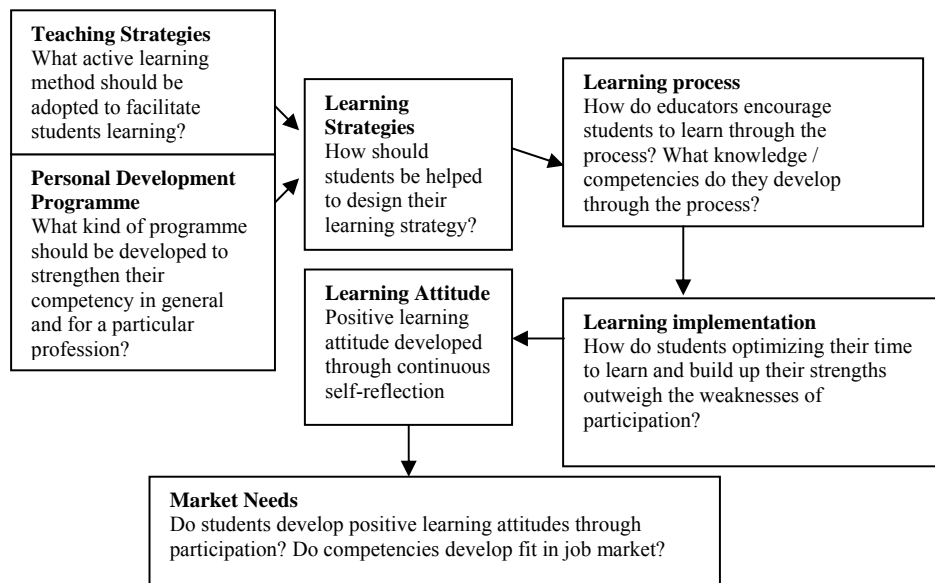 Teaching Strategies
What active learning
method should be
adopted to facilitate
students learning?
Personal Development
Programme
What kind of programme
should be developed to
strengthen their
competency in general
and for a particular
profession?
Learning
Strategies
How should
students be helped
to design their
learning strategy?
Learning process
How do educators encourage
students to learn through the
process? What knowledge /
competencies do they develop
through the process?
Learning implementation
How do students optimizing their time
to learn and build up their strengths
outweigh the weaknesses of
participation?
Learning Attitude
Positive learning
attitude developed
through continuous
self-reflection
Market Needs
Do students develop positive learning attitudes through
participation? Do competencies develop fit in job market?